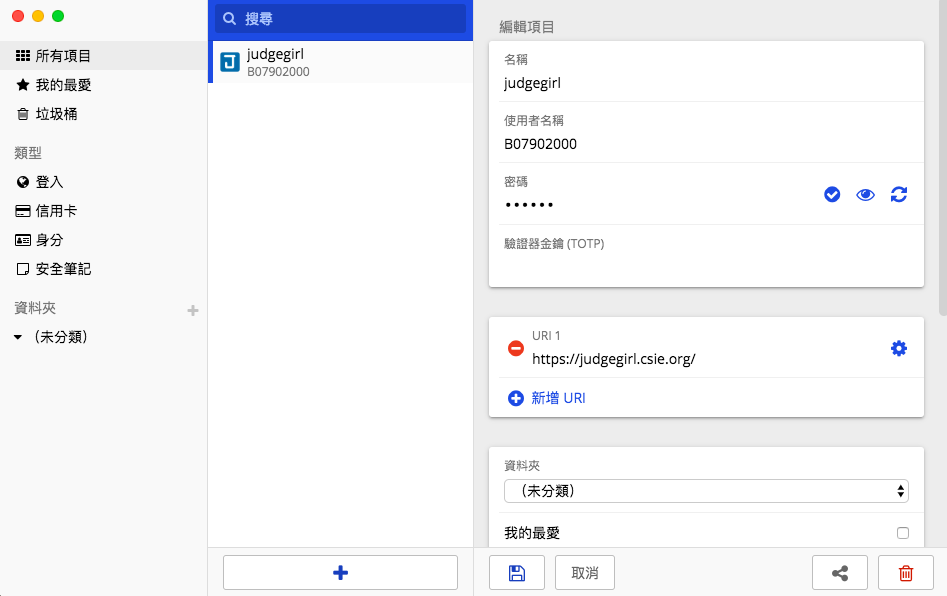 所有項目
我的最愛
垃圾桶
類型
登入
信用卡
身分
安全筆記
資料夾
（未分類）
搜尋
judgegirl
B07902000
編輯項目
名稱
judgegirl
使用者名稱
B07902000
密碼
••••••
驗證器金鑰 (TOTP)
URI 1
https://judgegirl.csie.org/
新增 URI
資料夾
（未分類）
我的最愛
取消